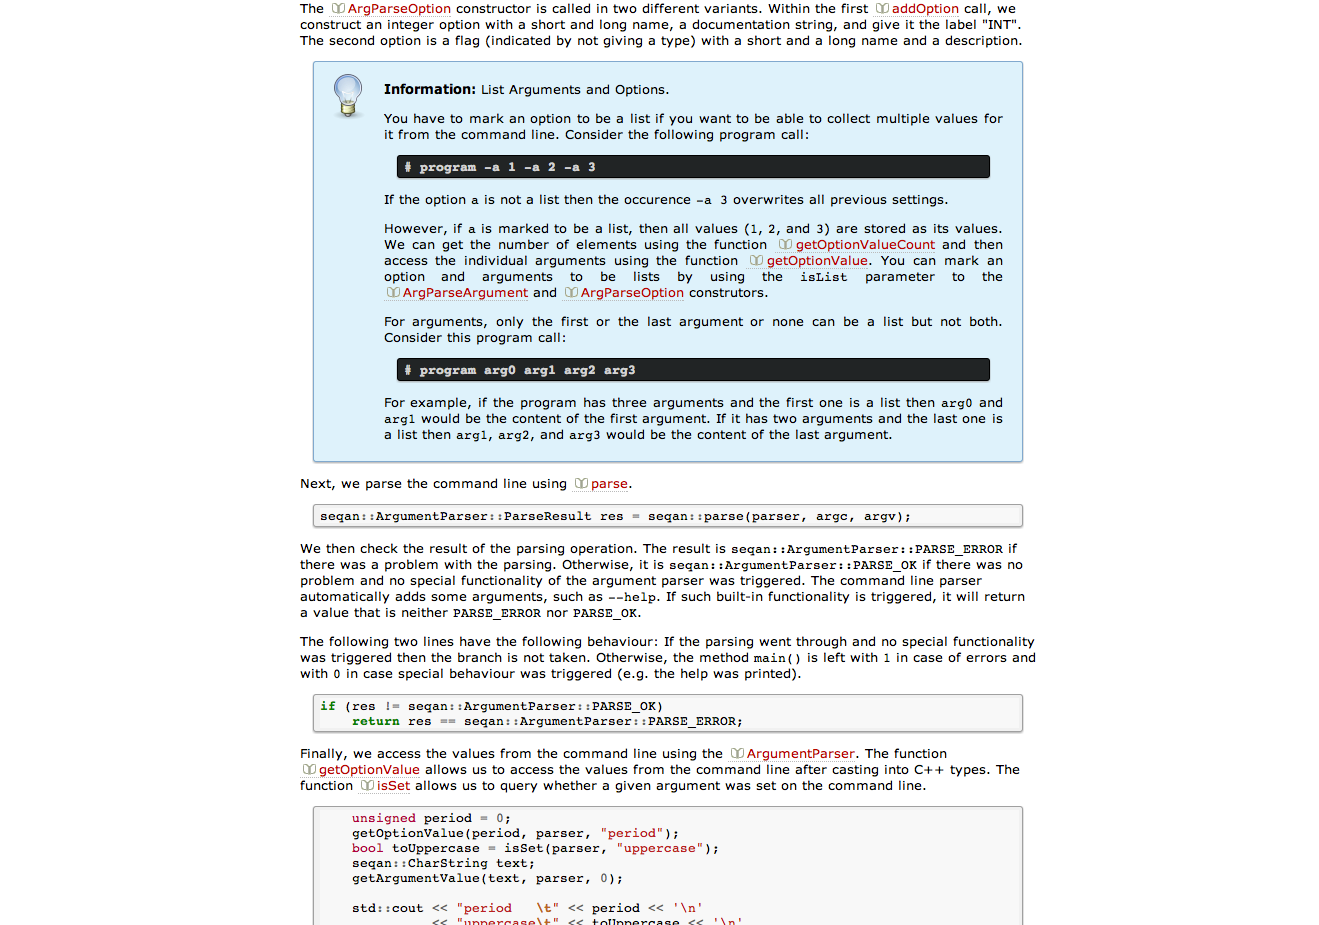 The ArgParseOption constructor is called in two different variants. Within the first addOption call, we
construct an integer option with a short and long name, a documentation string, and give it the label "INT".
The second option is a flag (indicated by not giving a type) with a short and a long name and a description.
Information: List Arguments and Options.
You have to mark an option to be a list if you want to be able to collect multiple values for
it from the command line. Consider the following program call:
# program -a 1 -a 2 -a 3
If the option a is not a list then the occurence -a 3 overwrites all previous settings.
However, if a is marked to be a list, then all values (1, 2, and 3) are stored as its values.
We can get the number of elements using the function getOptionValueCount and then
access the individual arguments using the function getOptionValue. You can mark an
option and arguments to be lists by using the isList parameter to the
ArgParseArgument and ArgParseOption construtors.
For arguments, only the first or the last argument or none can be a list but not both.
Consider this program call:
# program arg0 arg1 arg2 arg3
For example, if the program has three arguments and the first one is a list then arg0 and
arg1 would be the content of the first argument. If it has two arguments and the last one is
a list then arg1, arg2, and arg3 would be the content of the last argument.
Next, we parse the command line using parse.
seqan::ArgumentParser::ParseResult res = seqan::parse(parser, argc, argv);
We then check the result of the parsing operation. The result is seqan::ArgumentParser::PARSE_ERROR if
there was a problem with the parsing. Otherwise, it is seqan::ArgumentParser::PARSE_OK if there was no
problem and no special functionality of the argument parser was triggered. The command line parser
automatically adds some arguments, such as --help. If such built-in functionality is triggered, it will return
a value that is neither PARSE_ERROR nor PARSE_OK.
The following two lines have the following behaviour: If the parsing went through and no special functionality
was triggered then the branch is not taken. Otherwise, the method main() is left with 1 in case of errors and
with 0 in case special behaviour was triggered (e.g. the help was printed).
if (res != seqan::ArgumentParser::PARSE_OK)
return res == seqan::ArgumentParser::PARSE_ERROR;
Finally, we access the values from the command line using the ArgumentParser. The function
getOptionValue allows us to access the values from the command line after casting into C++ types. The
function isSet allows us to query whether a given argument was set on the command line.
unsigned period = 0;
getOptionValue(period, parser, "period");
bool toUppercase = isSet(parser, "uppercase");
seqan::CharString text;
getArgumentValue(text, parser, 0);
std::cout << "period   \t" << period << '\n'
<< "uppercase\t" << toUppercase << '\n'